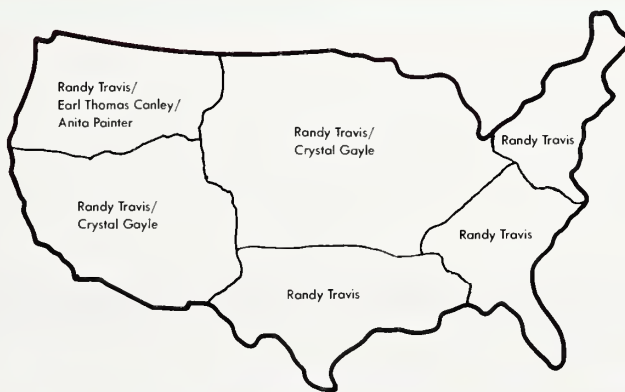 Randy Travis/
Earl Thomas Canley/
Anita Painter
Randy Travis/
Crystal Gayle
Randy Travis
Randy Travis/
Crystal Gayle
Randy Travis
Randy Travis